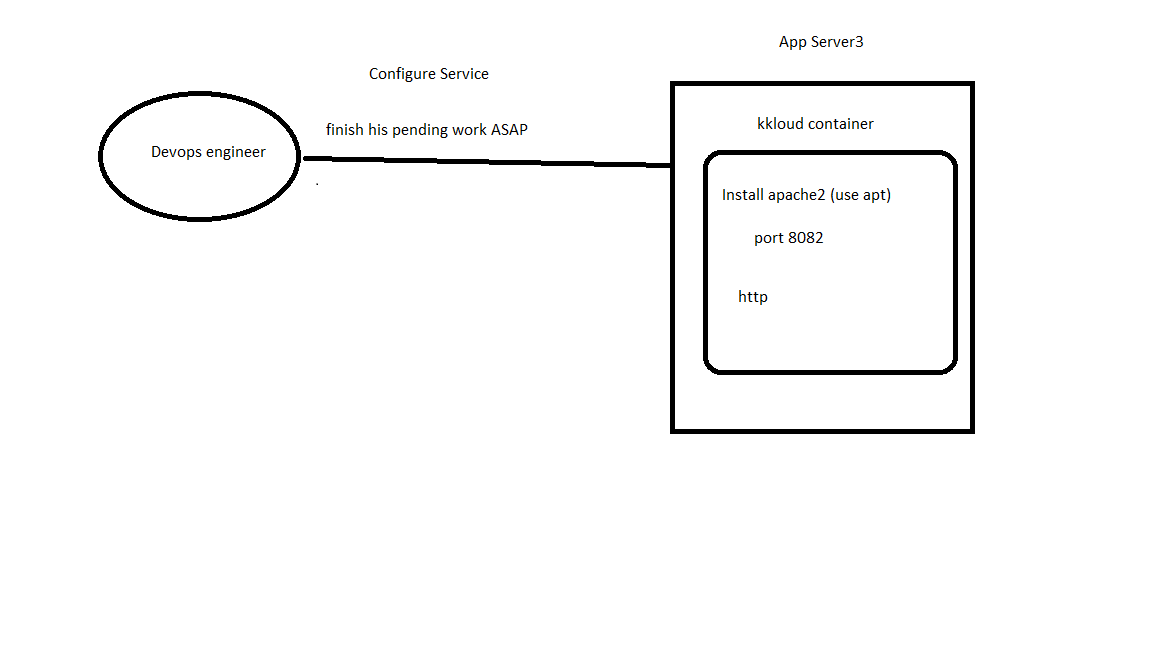 App Server3
Configure Service
finish his pending work ASAP
Devops engineer
kkloud container
Install apache2 (use apt)
port 8082
http